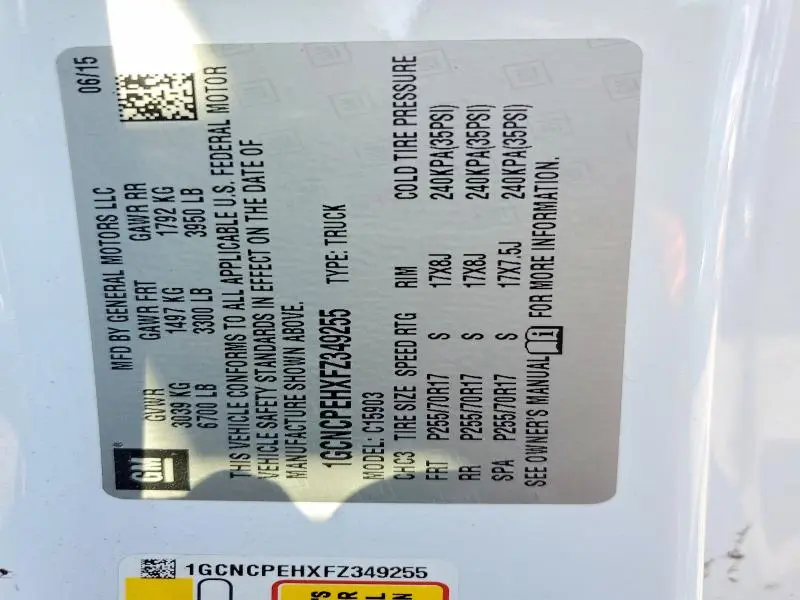 GM®
MFD BY GENERAL MOTORS LLC 06/15
GVWR GAWR FRT GAWR RR
3039 KG 1497 KG 1792 KG
6700 LB 3300 LB 3950 LB
THIS VEHICLE CONFORMS TO ALL APPLICABLE U.S. FEDERAL MOTOR
VEHICLE SAFETY STANDARDS IN EFFECT ON THE DATE OF
MANUFACTURE SHOWN ABOVE.
1GCNCPEHXFZ349255 TYPE: TRUCK
MODEL: C15903
CHC3 TIRE SIZE SPEED RTG RIM COLD TIRE PRESSURE
FRT P255/70R17 S 17X8J 240KPA(35PSI)
RR P255/70R17 S 17X8J 240KPA(35PSI)
SPA P255/70R17 S 17X7.5J 240KPA(35PSI)
SEE OWNER'S MANUAL FOR MORE INFORMATION.
1GCNCPEHXFZ349255